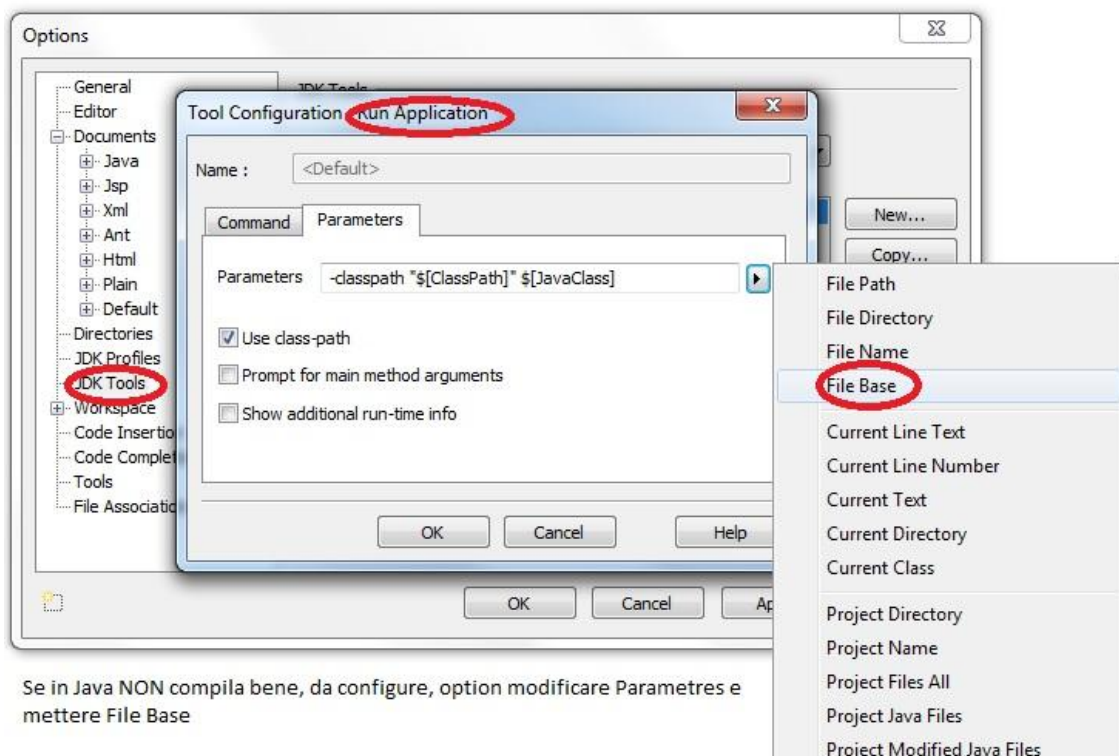 Options
General
Editor
Documents
Java
Jsp
Xml
Ant
Html
Plain
Default
Directories
JDK Profiles
JDK Tools
Workspace
Code Insertio
Code Complet
Tools
File Associatio
JDK Tools
Tool Configuration Run Application
Name : <Default>
Command Parameters
Parameters -classpath "$[ClassPath]" $[JavaClass]
Use class-path
Prompt for main method arguments
Show additional run-time info
OK Cancel Help
New...
Copy...
OK Cancel Ap
File Path
File Directory
File Name
File Base
Current Line Text
Current Line Number
Current Text
Current Directory
Current Class
Project Directory
Project Name
Project Files All
Project Java Files
Project Modified Java Files
Se in Java NON compila bene, da configure, option modificare Parametres e
mettere File Base